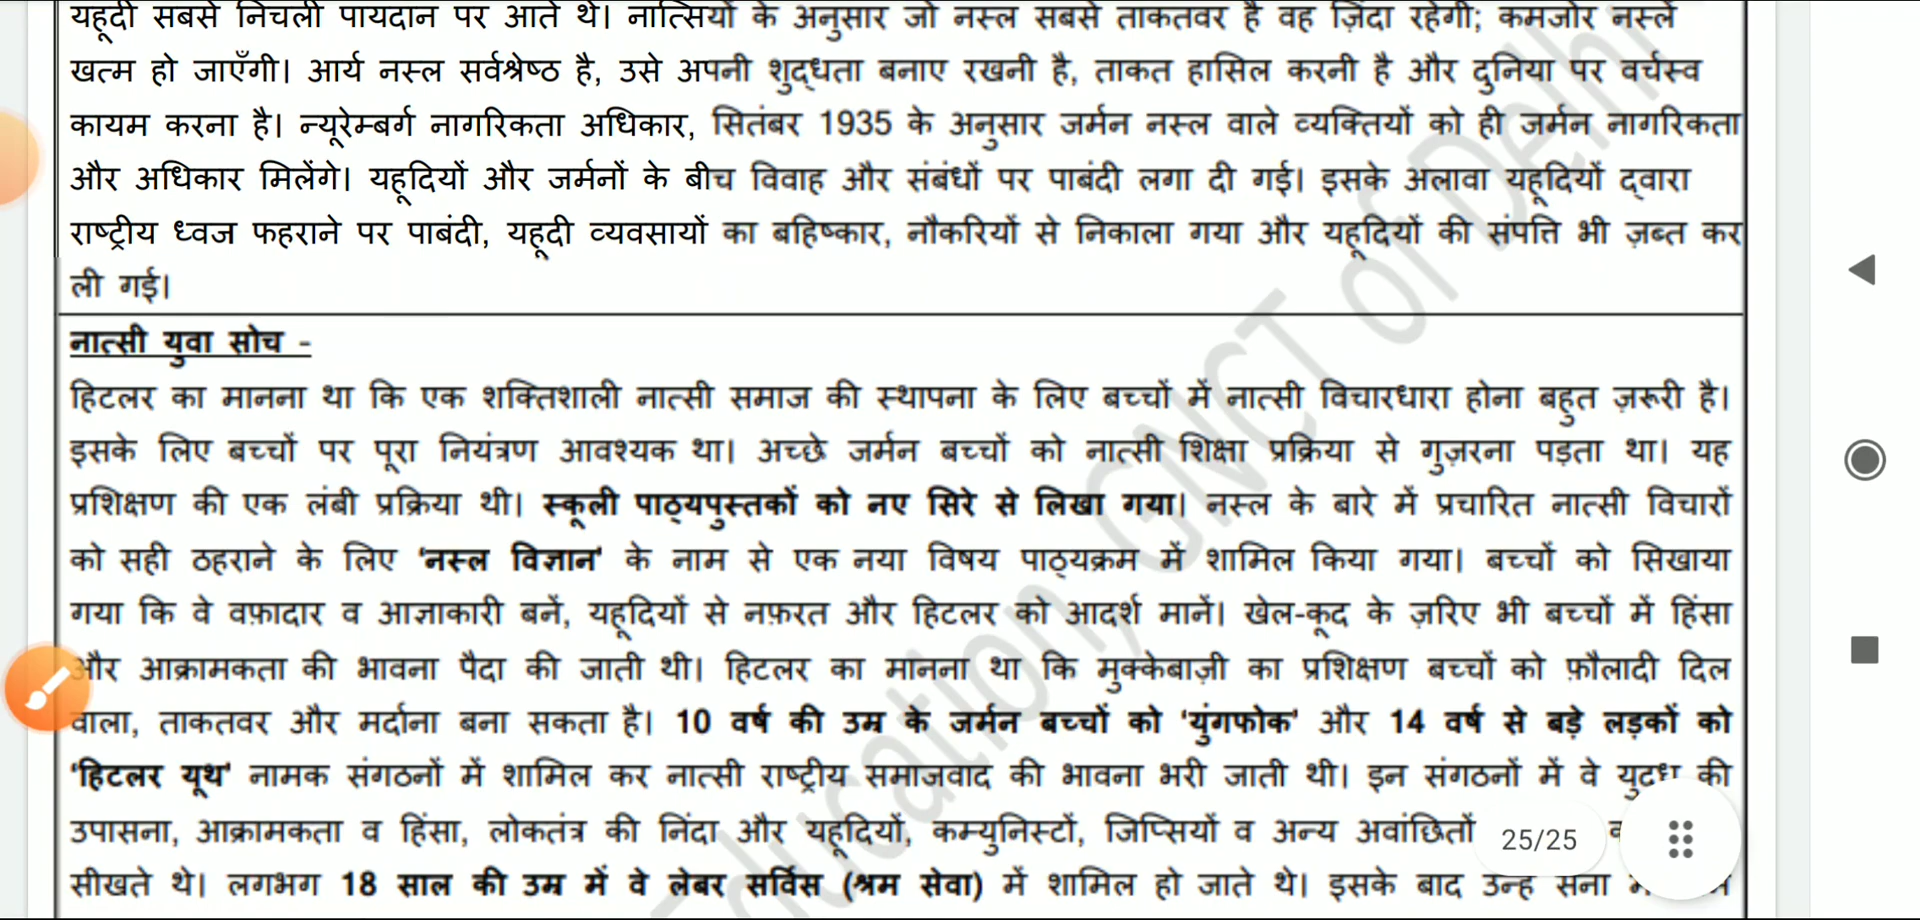 यहूदी सबसे निचली पायदान पर आते थे। नात्सियों के अनुसार जो नस्ल सबसे ताकतवर है वह ज़िंदा रहेगी; कमजोर नस्लें
खत्म हो जाएँगी। आर्य नस्ल सर्वश्रेष्ठ है, उसे अपनी शुद्धता बनाए रखनी है, ताकत हासिल करनी है और दुनिया पर वर्चस्व
कायम करना है। न्यूरेम्बर्ग नागरिकता अधिकार, सितंबर 1935 के अनुसार जर्मन नस्ल वाले व्यक्तियों को ही जर्मन नागरिकता
और अधिकार मिलेंगे। यहूदियों और जर्मनों के बीच विवाह और संबंधों पर पाबंदी लगा दी गई। इसके अलावा यहूदियों द्वारा
राष्ट्रीय ध्वज फहराने पर पाबंदी, यहूदी व्यवसायों का बहिष्कार, नौकरियों से निकाला गया और यहूदियों की संपत्ति भी ज़ब्त कर
ली गई।
नात्सी युवा सोच -
हिटलर का मानना था कि एक शक्तिशाली नात्सी समाज की स्थापना के लिए बच्चों में नात्सी विचारधारा होना बहुत ज़रूरी है।
इसके लिए बच्चों पर पूरा नियंत्रण आवश्यक था। अच्छे जर्मन बच्चों को नात्सी शिक्षा प्रक्रिया से गुज़रना पड़ता था। यह
प्रशिक्षण की एक लंबी प्रक्रिया थी। स्कूली पाठ्यपुस्तकों को नए सिरे से लिखा गया। नस्ल के बारे में प्रचारित नात्सी विचारों
को सही ठहराने के लिए 'नस्ल विज्ञान' के नाम से एक नया विषय पाठ्यक्रम में शामिल किया गया। बच्चों को सिखाया
गया कि वे वफ़ादार व आज्ञाकारी बनें, यहूदियों से नफ़रत और हिटलर को आदर्श मानें। खेल-कूद के ज़रिए भी बच्चों में हिंसा
और आक्रामकता की भावना पैदा की जाती थी। हिटलर का मानना था कि मुक्केबाज़ी का प्रशिक्षण बच्चों को फ़ौलादी दिल
वाला, ताकतवर और मर्दाना बना सकता है। 10 वर्ष की उम्र के जर्मन बच्चों को 'युंगफोक' और 14 वर्ष से बड़े लड़कों को
'हिटलर यूथ' नामक संगठनों में शामिल कर नात्सी राष्ट्रीय समाजवाद की भावना भरी जाती थी। इन संगठनों में वे युद्ध की
उपासना, आक्रामकता व हिंसा, लोकतंत्र की निंदा और यहूदियों, कम्युनिस्टों, जिप्सियों व अन्य अवांछितों
25/25
सीखते थे। लगभग 18 साल की उम्र में वे लेबर सर्विस (श्रम सेवा) में शामिल हो जाते थे। इसके बाद उन्हें सेना
Education, GNCT of Delhi